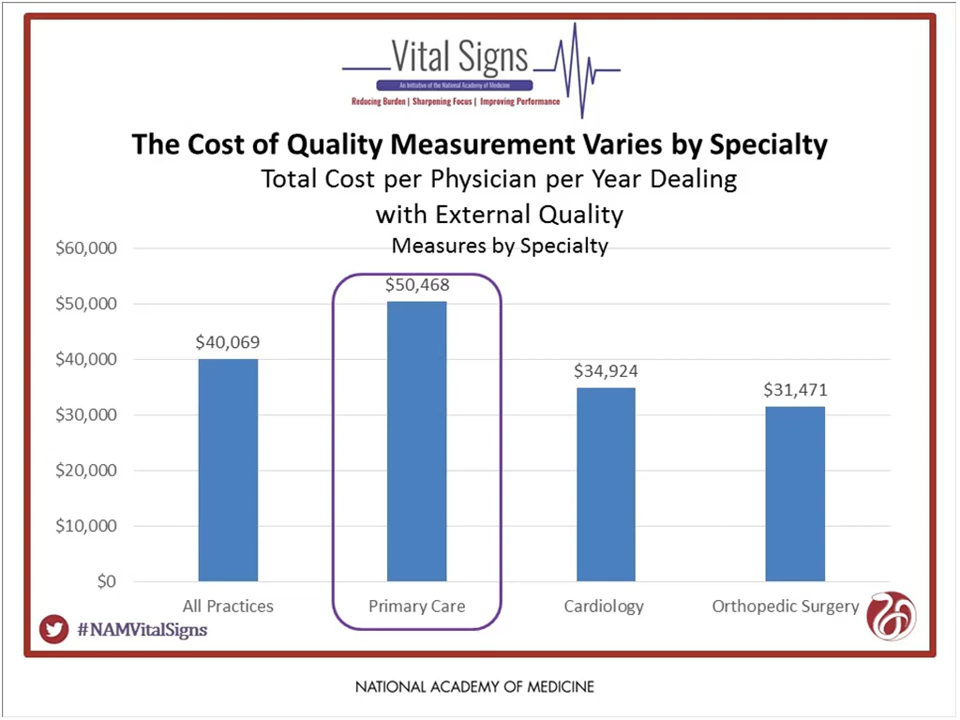 Vital Signs
An Initiative of the National Academy of Medicine
Reducing Burden | Sharpening Focus | Improving Performance
The Cost of Quality Measurement Varies by Specialty
Total Cost per Physician per Year Dealing
with External Quality
Measures by Specialty
$60,000
$50,000
$40,000
$30,000
$20,000
$10,000
$0
$40,069
$50,468
$34,924
$31,471
All Practices
Primary Care
Cardiology
Orthopedic Surgery
#NAMVitalSigns
NATIONAL ACADEMY OF MEDICINE